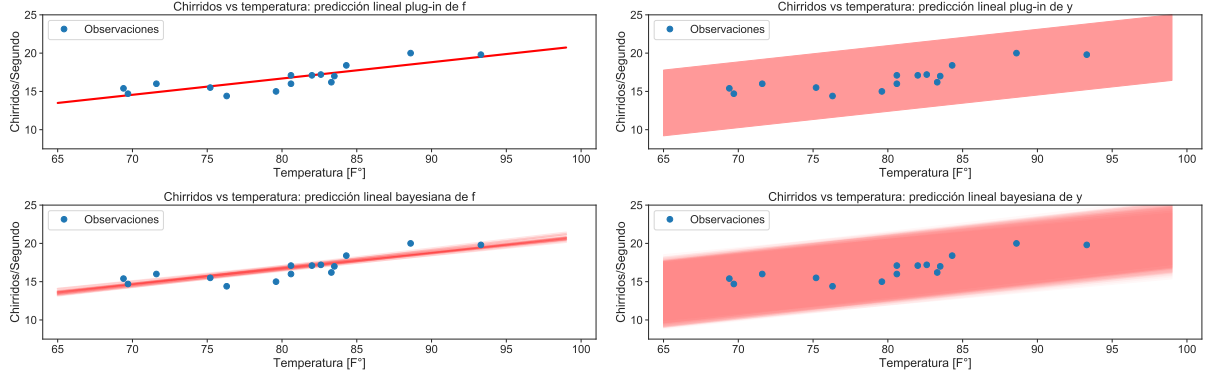 Chirridos vs temperatura: predicción lineal plug-in de f
25
20
15
10
Chirridos/Segundo
Observaciones
65 70 75 80 85 90 95 100
Temperatura [F°]
Chirridos vs temperatura: predicción lineal plug-in de y
25
20
15
10
Observaciones
65 70 75 80 85 90 95 100
Temperatura [F°]
Chirridos vs temperatura: predicción lineal bayesiana de f
25
20
15
10
Chirridos/Segundo
Observaciones
65 70 75 80 85 90 95 100
Temperatura [F°]
Chirridos vs temperatura: predicción lineal bayesiana de y
25
20
15
10
Chirridos/Segundo
Observaciones
65 70 75 80 85 90 95 100
Temperatura [F°]